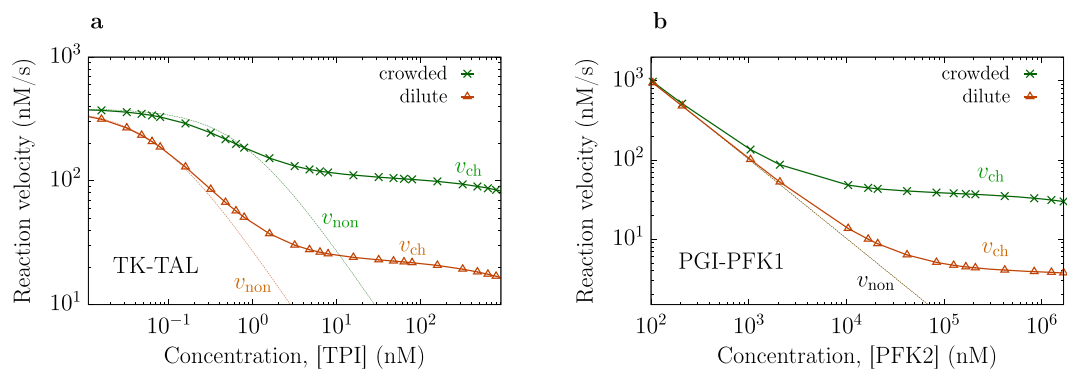 a
Reaction velocity (nM/s)
10^3
10^2
10^1
crowded
dilute
v_ch
v_non
v_ch
v_non
TK-TAL
10^−1
10^0
10^1
10^2
Concentration, [TPI] (nM)
b
Reaction velocity (nM/s)
10^3
10^2
10^1
crowded
dilute
v_ch
v_ch
v_non
PGI-PFK1
10^2
10^3
10^4
10^5
10^6
Concentration, [PFK2] (nM)